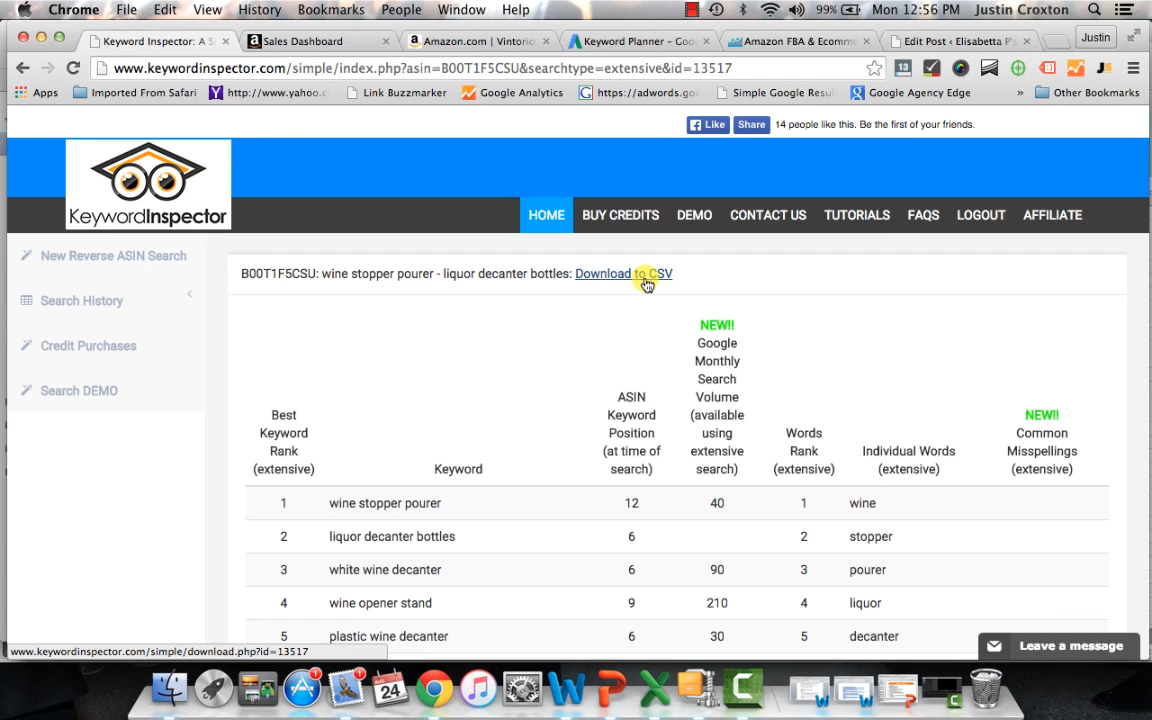 Chrome File Edit View History Bookmarks People Window Help 99% Mon 12:56 PM Justin Croxton
Keyword Inspector: A S Sales Dashboard Amazon.com | Vintorio Keyword Planner – Goo Amazon FBA & Ecomme Edit Post ‹ Elisabetta P's Justin
www.keywordinspector.com/simple/index.php?asin=B00T1F5CSU&searchtype=extensive&id=13517 13
Apps Imported From Safari http://www.yahoo.c Link Buzzmarker Google Analytics https://adwords.goo Simple Google Resu Google Agency Edge » Other Bookmarks
Like Share 14 people like this. Be the first of your friends.
KeywordInspector
HOME BUY CREDITS DEMO CONTACT US TUTORIALS FAQS LOGOUT AFFILIATE
New Reverse ASIN Search
Search History
Credit Purchases
Search DEMO
B00T1F5CSU: wine stopper pourer - liquor decanter bottles: Download to CSV
Best
Keyword
Rank
(extensive)
Keyword
ASIN
Keyword
Position
(at time of
search)
NEW!!
Google
Monthly
Search
Volume
(available
using
extensive
search)
Words
Rank
(extensive)
Individual Words
(extensive)
NEW!!
Common
Misspellings
(extensive)
1 wine stopper pourer 12 40 1 wine
2 liquor decanter bottles 6 2 stopper
3 white wine decanter 6 90 3 pourer
4 wine opener stand 9 210 4 liquor
5 plastic wine decanter 6 30 5 decanter
www.keywordinspector.com/simple/download.php?id=13517
Leave a message
AUG
24